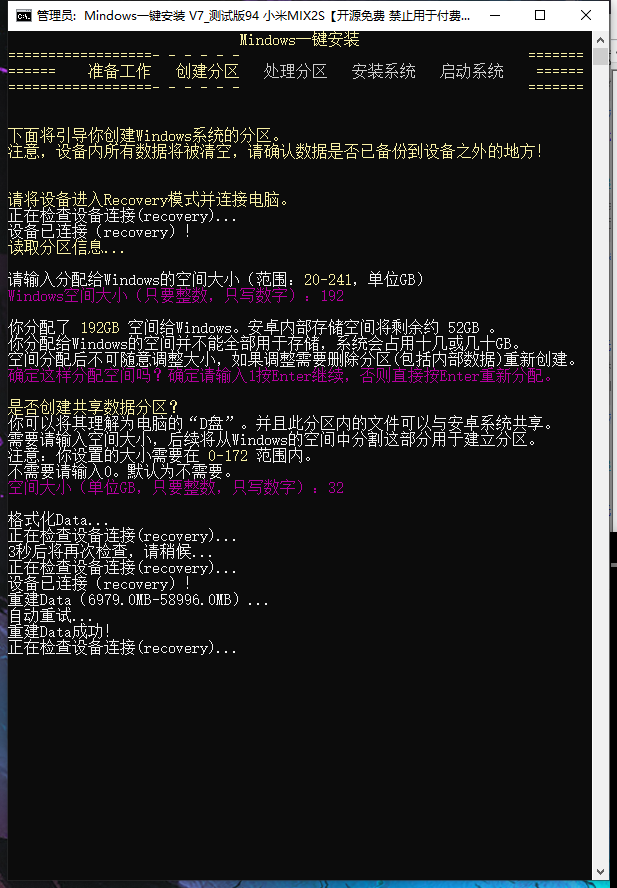 管理员: Mindows一键安装 V7_测试版94 小米MIX2S【开源免费 禁止用于付费...
Mindows一键安装
==================- - - - - - =======
====== 准备工作 创建分区 处理分区 安装系统 启动系统 ======
==================- - - - - - =======
下面将引导你创建Windows系统的分区。
注意，设备内所有数据将被清空，请确认数据是否已备份到设备之外的地方!
请将设备进入Recovery模式并连接电脑。
正在检查设备连接(recovery)...
设备已连接（recovery）!
读取分区信息...
请输入分配给Windows的空间大小（范围：20-241，单位GB）
Windows空间大小（只要整数，只写数字）：192
你分配了 192GB 空间给Windows。安卓内部存储空间将剩余约 52GB 。
你分配给Windows的空间并不能全部用于存储，系统会占用十几或几十GB。
空间分配后不可随意调整大小，如果调整需要删除分区(包括内部数据)重新创建。
确定这样分配空间吗？确定请输入1按Enter继续，否则直接按Enter重新分配。
是否创建共享数据分区？
你可以将其理解为电脑的“D盘”。并且此分区内的文件可以与安卓系统共享。
需要请输入空间大小，后续将从Windows的空间中分割这部分用于建立分区。
注意：你设置的大小需要在 0-172 范围内。
不需要请输入0。默认为不需要。
空间大小（单位GB，只要整数，只写数字）：32
格式化Data...
正在检查设备连接(recovery)...
3秒后将再次检查，请稍候...
正在检查设备连接(recovery)...
设备已连接（recovery）!
重建Data（6979.0MB-58996.0MB）...
自动重试...
重建Data成功!
正在检查设备连接(recovery)...